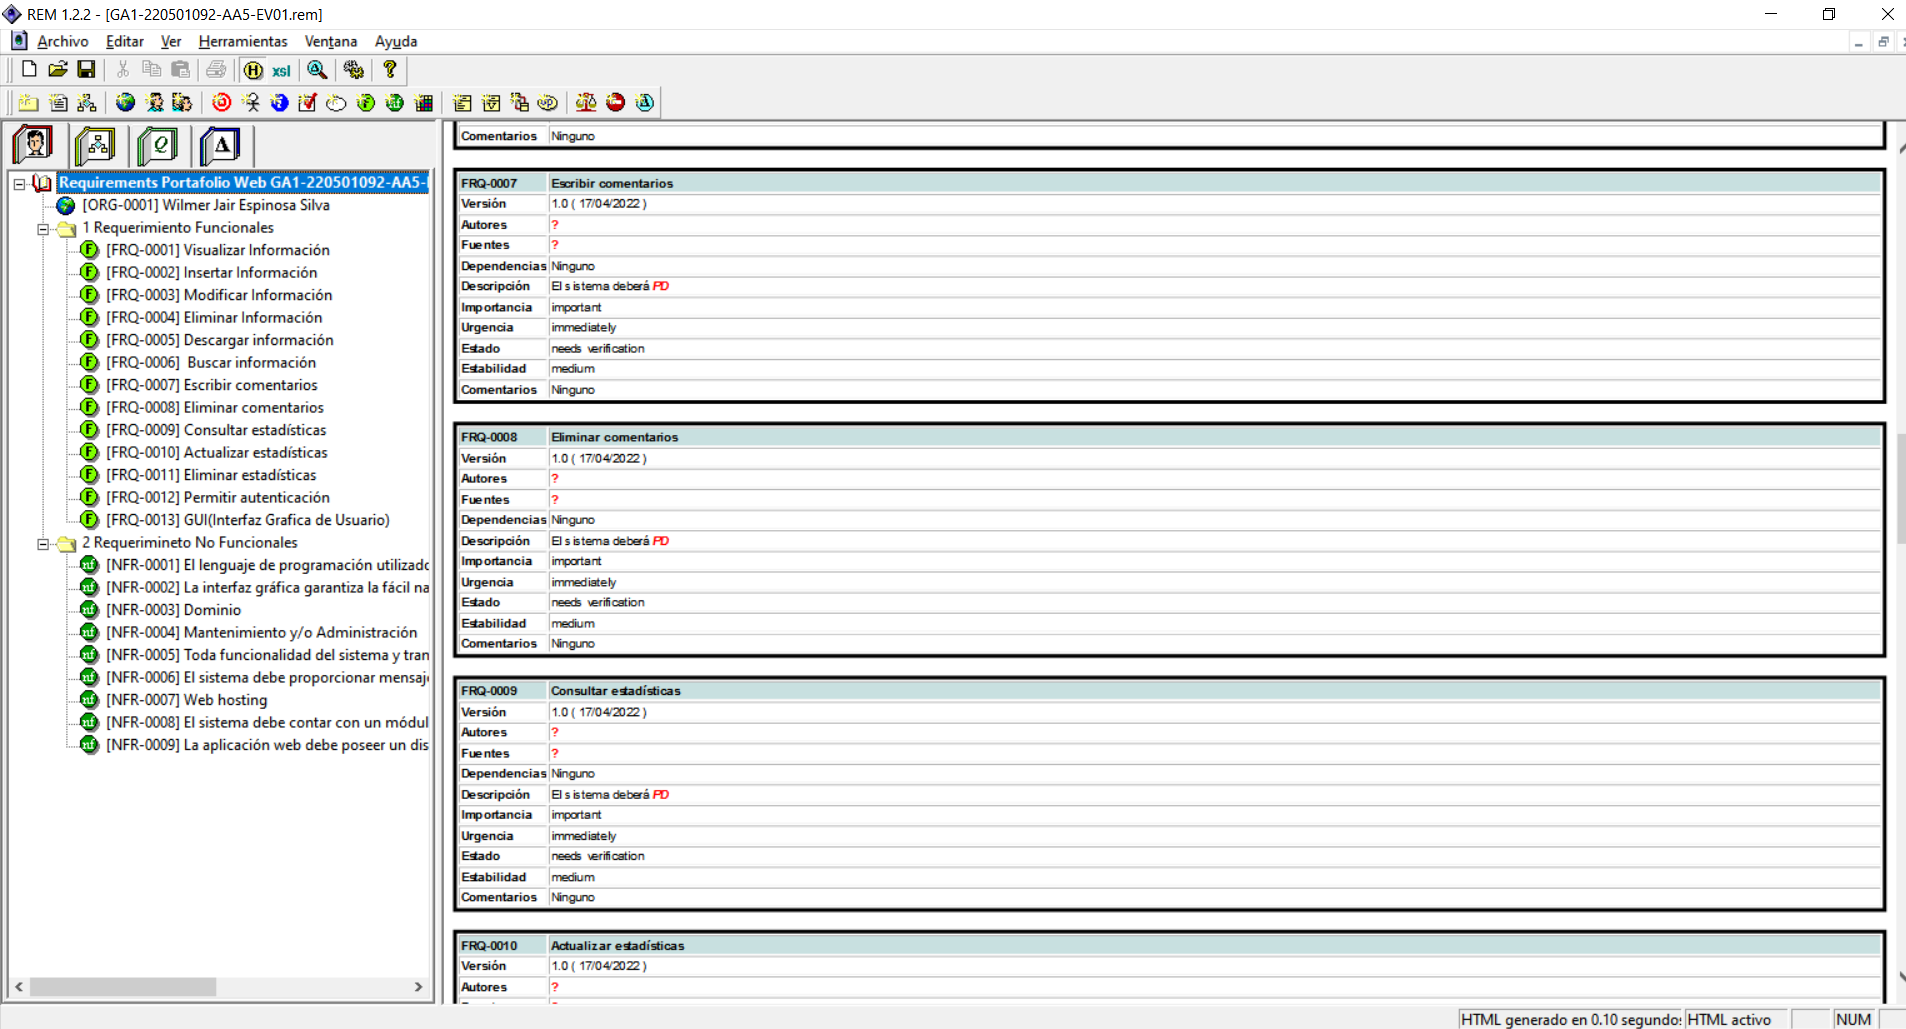 REM 1.2.2 - [GA1-220501092-AA5-EV01.rem]
Archivo Editar Ver Herramientas Ventana Ayuda
H xsl
Requirements Portafolio Web GA1-220501092-AA5-
[ORG-0001] Wilmer Jair Espinosa Silva
1 Requerimiento Funcionales
[FRQ-0001] Visualizar Información
[FRQ-0002] Insertar Información
[FRQ-0003] Modificar Información
[FRQ-0004] Eliminar Información
[FRQ-0005] Descargar información
[FRQ-0006] Buscar información
[FRQ-0007] Escribir comentarios
[FRQ-0008] Eliminar comentarios
[FRQ-0009] Consultar estadísticas
[FRQ-0010] Actualizar estadísticas
[FRQ-0011] Eliminar estadísticas
[FRQ-0012] Permitir autenticación
[FRQ-0013] GUI(Interfaz Grafica de Usuario)
2 Requerimineto No Funcionales
[NFR-0001] El lenguaje de programación utilizado
[NFR-0002] La interfaz gráfica garantiza la fácil na
[NFR-0003] Dominio
[NFR-0004] Mantenimiento y/o Administración
[NFR-0005] Toda funcionalidad del sistema y tran
[NFR-0006] El sistema debe proporcionar mensaje
[NFR-0007] Web hosting
[NFR-0008] El sistema debe contar con un módul
[NFR-0009] La aplicación web debe poseer un dis
Comentarios Ninguno
FRQ-0007 Escribir comentarios
Versión 1.0 ( 17/04/2022 )
Autores ?
Fuentes ?
Dependencias Ninguno
Descripción El sistema deberá PD
Importancia important
Urgencia immediately
Estado needs verification
Estabilidad medium
Comentarios Ninguno
FRQ-0008 Eliminar comentarios
Versión 1.0 ( 17/04/2022 )
Autores ?
Fuentes ?
Dependencias Ninguno
Descripción El sistema deberá PD
Importancia important
Urgencia immediately
Estado needs verification
Estabilidad medium
Comentarios Ninguno
FRQ-0009 Consultar estadísticas
Versión 1.0 ( 17/04/2022 )
Autores ?
Fuentes ?
Dependencias Ninguno
Descripción El sistema deberá PD
Importancia important
Urgencia immediately
Estado needs verification
Estabilidad medium
Comentarios Ninguno
FRQ-0010 Actualizar estadísticas
Versión 1.0 ( 17/04/2022 )
Autores ?
HTML generado en 0.10 segundo HTML activo NUM